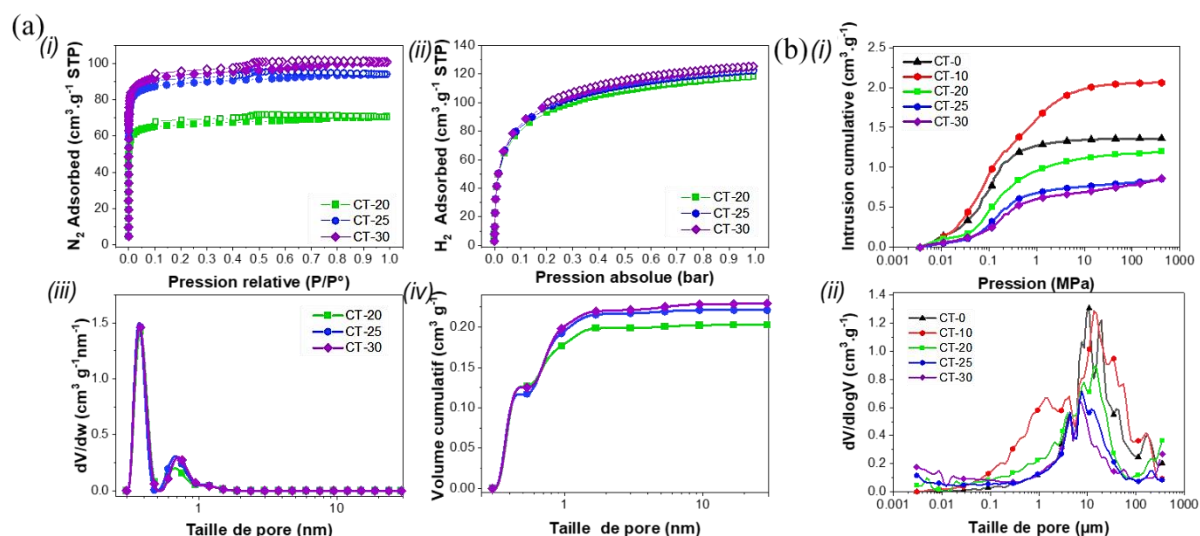 (a)
(i)
N₂ Adsorbed (cm³.g⁻¹ STP)
100
80
60
40
20
0
CT-20
CT-25
CT-30
0.0 0.1 0.2 0.3 0.4 0.5 0.6 0.7 0.8 0.9 1.0
Pression relative (P/P°)
(ii)
H₂ Adsorbed (cm³.g⁻¹ STP)
140
120
100
80
60
40
20
0
CT-20
CT-25
CT-30
0.0 0.1 0.2 0.3 0.4 0.5 0.6 0.7 0.8 0.9 1.0
Pression absolue (bar)
(b)
(i)
Intrusion cumulative (cm³.g⁻¹)
2.5
2.0
1.5
1.0
0.5
0.0
CT-0
CT-10
CT-20
CT-25
CT-30
0.001 0.01 0.1 1 10 100 1000
Pression (MPa)
(iii)
dV/dw (cm³ g⁻¹nm⁻¹)
1.5
1.0
0.5
0.0
CT-20
CT-25
CT-30
1 10
Taille de pore (nm)
(iv)
Volume cumulatif (cm³ g⁻¹)
0.20
0.15
0.10
0.05
0.00
CT-20
CT-25
CT-30
1 10
Taille de pore (nm)
(ii)
dV/dlogV (cm³.g⁻¹)
1.4
1.2
1.0
0.8
0.6
0.4
0.2
0.0
CT-0
CT-10
CT-20
CT-25
CT-30
0.001 0.01 0.1 1 10 100 1000
Taille de pore (µm)